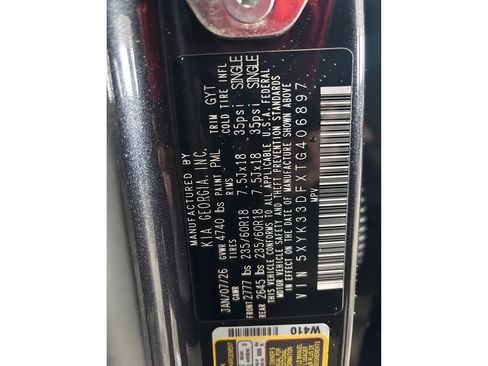 MANUFACTURED BY
KIA GEORGIA, INC.
JAN/07/26 GVWR 4740 lbs PAINT PML TRIM GYT
GAWR TIRES RIMS COLD TIRE INFL
FRONT 2777 lbs 235/60R18 7.5Jx18 35psi SINGLE
REAR 2645 lbs 235/60R18 7.5Jx18 35psi SINGLE
THIS VEHICLE CONFORMS TO ALL APPLICABLE U.S.A. FEDERAL
MOTOR VEHICLE SAFETY AND THEFT PREVENTION STANDARDS
IN EFFECT ON THE DATE OF MANUFACTURE SHOWN ABOVE
VIN 5XYK33DFXTG406897
MPV
W410